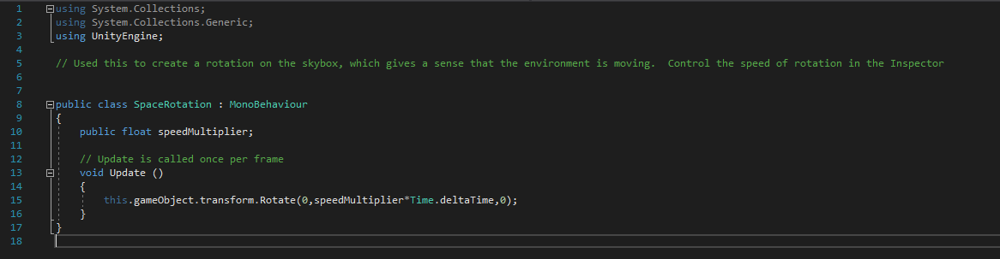 1 using System.Collections;
2 using System.Collections.Generic;
3 using UnityEngine;
4
5 // Used this to create a rotation on the skybox, which gives a sense that the environment is moving.  Control the speed of rotation in the Inspector
6
7
8 public class SpaceRotation : MonoBehaviour
9 {
10     public float speedMultiplier;
11
12     // Update is called once per frame
13     void Update ()
14     {
15         this.gameObject.transform.Rotate(0,speedMultiplier*Time.deltaTime,0);
16     }
17 }
18